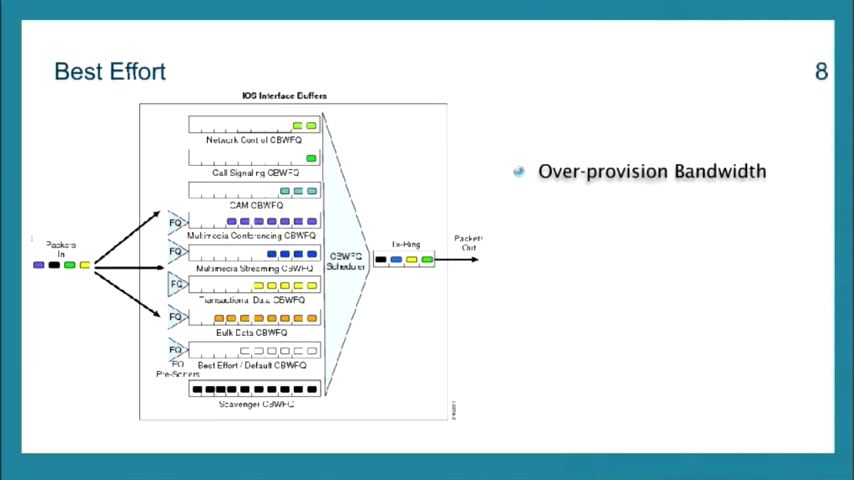 Best Effort
8
IOS Interface Buffers
Network Control CBWFQ
Call Signaling CBWFQ
CAM CBWFQ
FQ
Multimedia Conferencing CBWFQ
FQ
Multimedia Streaming CBWFQ
FQ
Transactional Data CBWFQ
FQ
Bulk Data CBWFQ
FQ
Best Effort / Default CBWFQ
FQ
Pre-Sorters
Scavenger CBWFQ
Packets
In
CBWFQ
Scheduler
Tx-Ring
Packets
Out
Over-provision Bandwidth